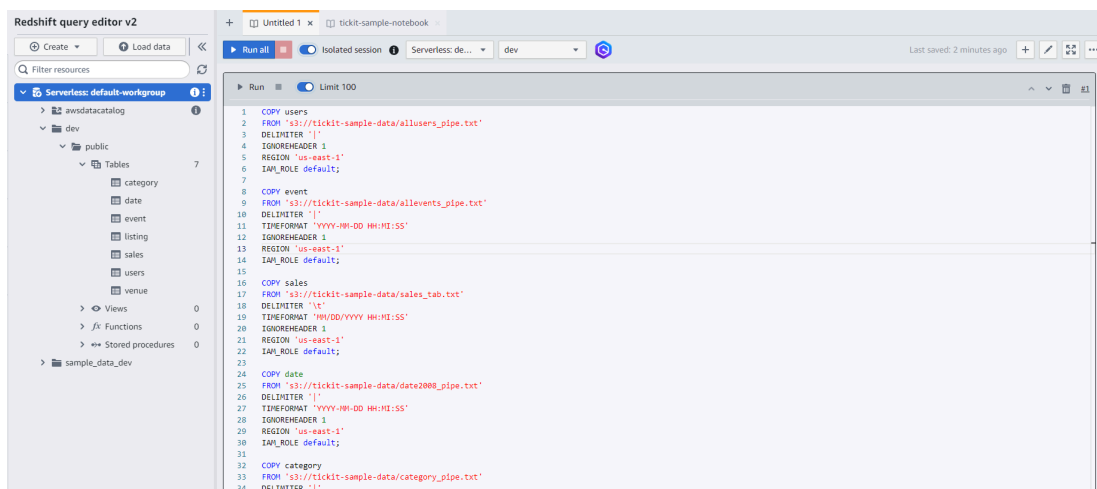 Redshift query editor v2
Create
Load data
Filter resources
Serverless: default-workgroup
awsdatacatalog
dev
public
Tables 7
category
date
event
listing
sales
users
venue
Views 0
fx Functions 0
Stored procedures 0
sample_data_dev
+ Untitled 1 × tickit-sample-notebook ×
Run all Isolated session Serverless: de... dev Last saved: 2 minutes ago
Run Limit 100 #1
1 COPY users
2 FROM 's3://tickit-sample-data/allusers_pipe.txt'
3 DELIMITER '|'
4 IGNOREHEADER 1
5 REGION 'us-east-1'
6 IAM_ROLE default;
7
8 COPY event
9 FROM 's3://tickit-sample-data/allevents_pipe.txt'
10 DELIMITER '|'
11 TIMEFORMAT 'YYYY-MM-DD HH:MI:SS'
12 IGNOREHEADER 1
13 REGION 'us-east-1'
14 IAM_ROLE default;
15
16 COPY sales
17 FROM 's3://tickit-sample-data/sales_tab.txt'
18 DELIMITER '\t'
19 TIMEFORMAT 'MM/DD/YYYY HH:MI:SS'
20 IGNOREHEADER 1
21 REGION 'us-east-1'
22 IAM_ROLE default;
23
24 COPY date
25 FROM 's3://tickit-sample-data/date2008_pipe.txt'
26 DELIMITER '|'
27 TIMEFORMAT 'YYYY-MM-DD HH:MI:SS'
28 IGNOREHEADER 1
29 REGION 'us-east-1'
30 IAM_ROLE default;
31
32 COPY category
33 FROM 's3://tickit-sample-data/category_pipe.txt'
34 DELIMITER '|'